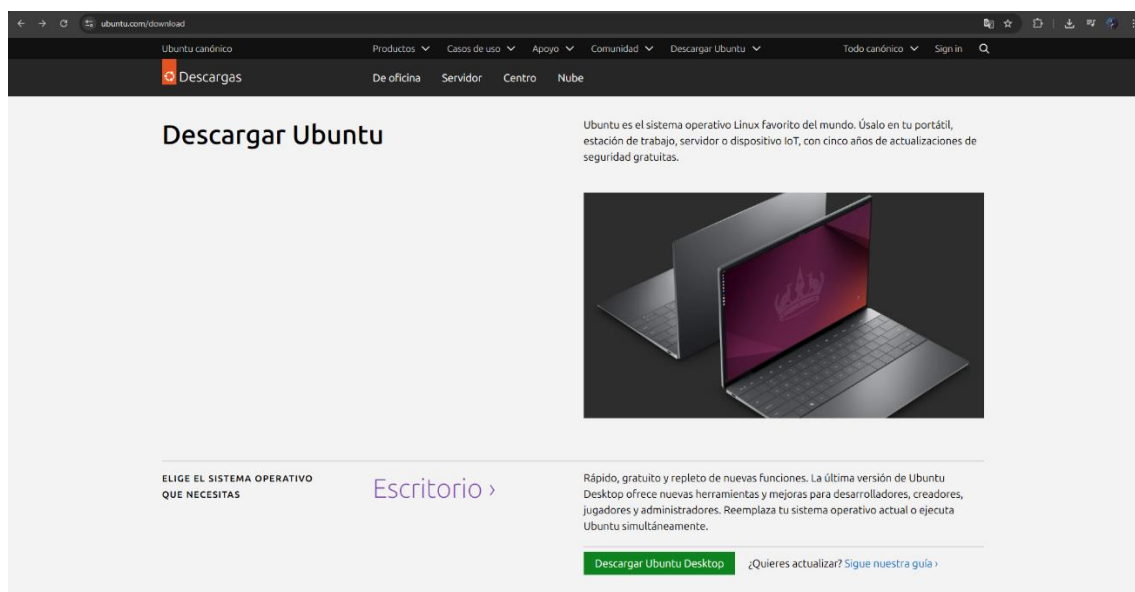 ubuntu.com/download
Ubuntu canónico Productos Casos de uso Apoyo Comunidad Descargar Ubuntu Todo canónico Sign in
Descargas De oficina Servidor Centro Nube
Descargar Ubuntu
Ubuntu es el sistema operativo Linux favorito del mundo. Úsalo en tu portátil,
estación de trabajo, servidor o dispositivo IoT, con cinco años de actualizaciones de
seguridad gratuitas.
ELIGE EL SISTEMA OPERATIVO
QUE NECESITAS
Escritorio ›
Rápido, gratuito y repleto de nuevas funciones. La última versión de Ubuntu
Desktop ofrece nuevas herramientas y mejoras para desarrolladores, creadores,
jugadores y administradores. Reemplaza tu sistema operativo actual o ejecuta
Ubuntu simultáneamente.
Descargar Ubuntu Desktop ¿Quieres actualizar? Sigue nuestra guía ›